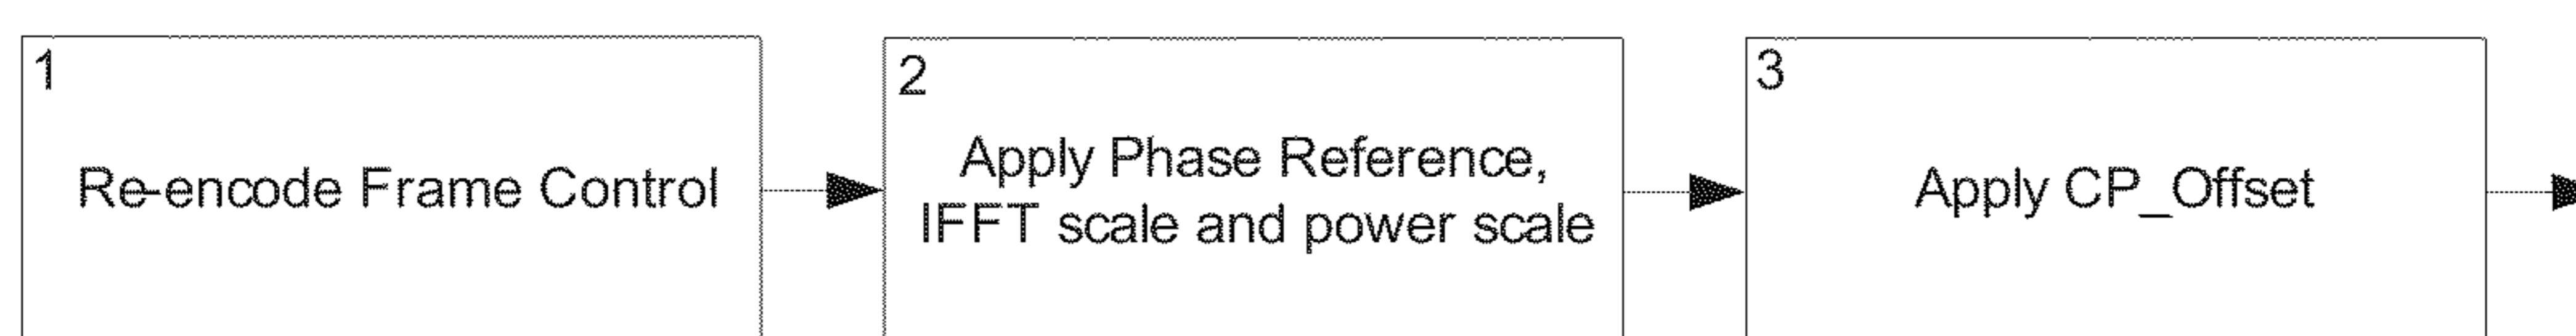 1
Re-encode Frame Control
2
Apply Phase Reference,
IFFT scale and power scale
3
Apply CP_Offset